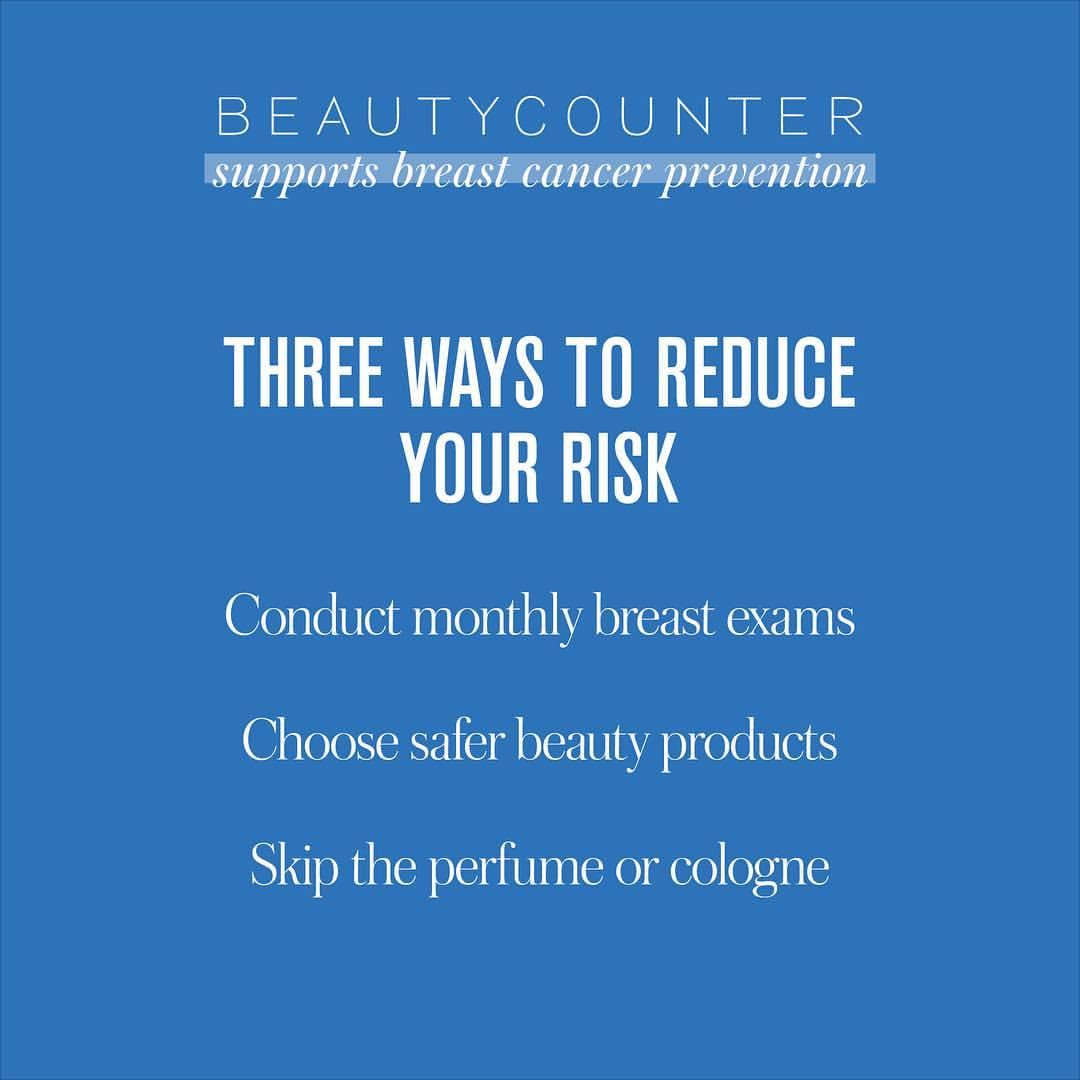 BEAUTYCOUNTER
supports breast cancer prevention
THREE WAYS TO REDUCE
YOUR RISK
Conduct monthly breast exams
Choose safer beauty products
Skip the perfume or cologne